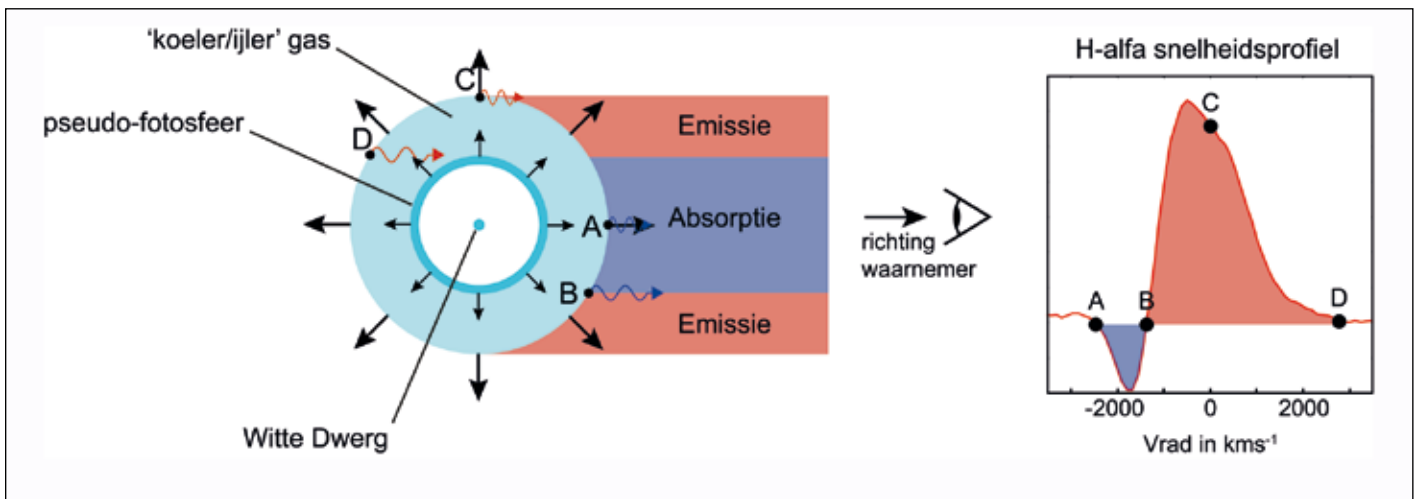 'koeler/ijler' gas
pseudo-fotosfeer
C
D
A
B
Emissie
Absorptie
Emissie
Witte Dwerg
richting
waarnemer
H-alfa snelheidsprofiel
C
A
B
D
-2000
0
2000
Vrad in kms⁻¹